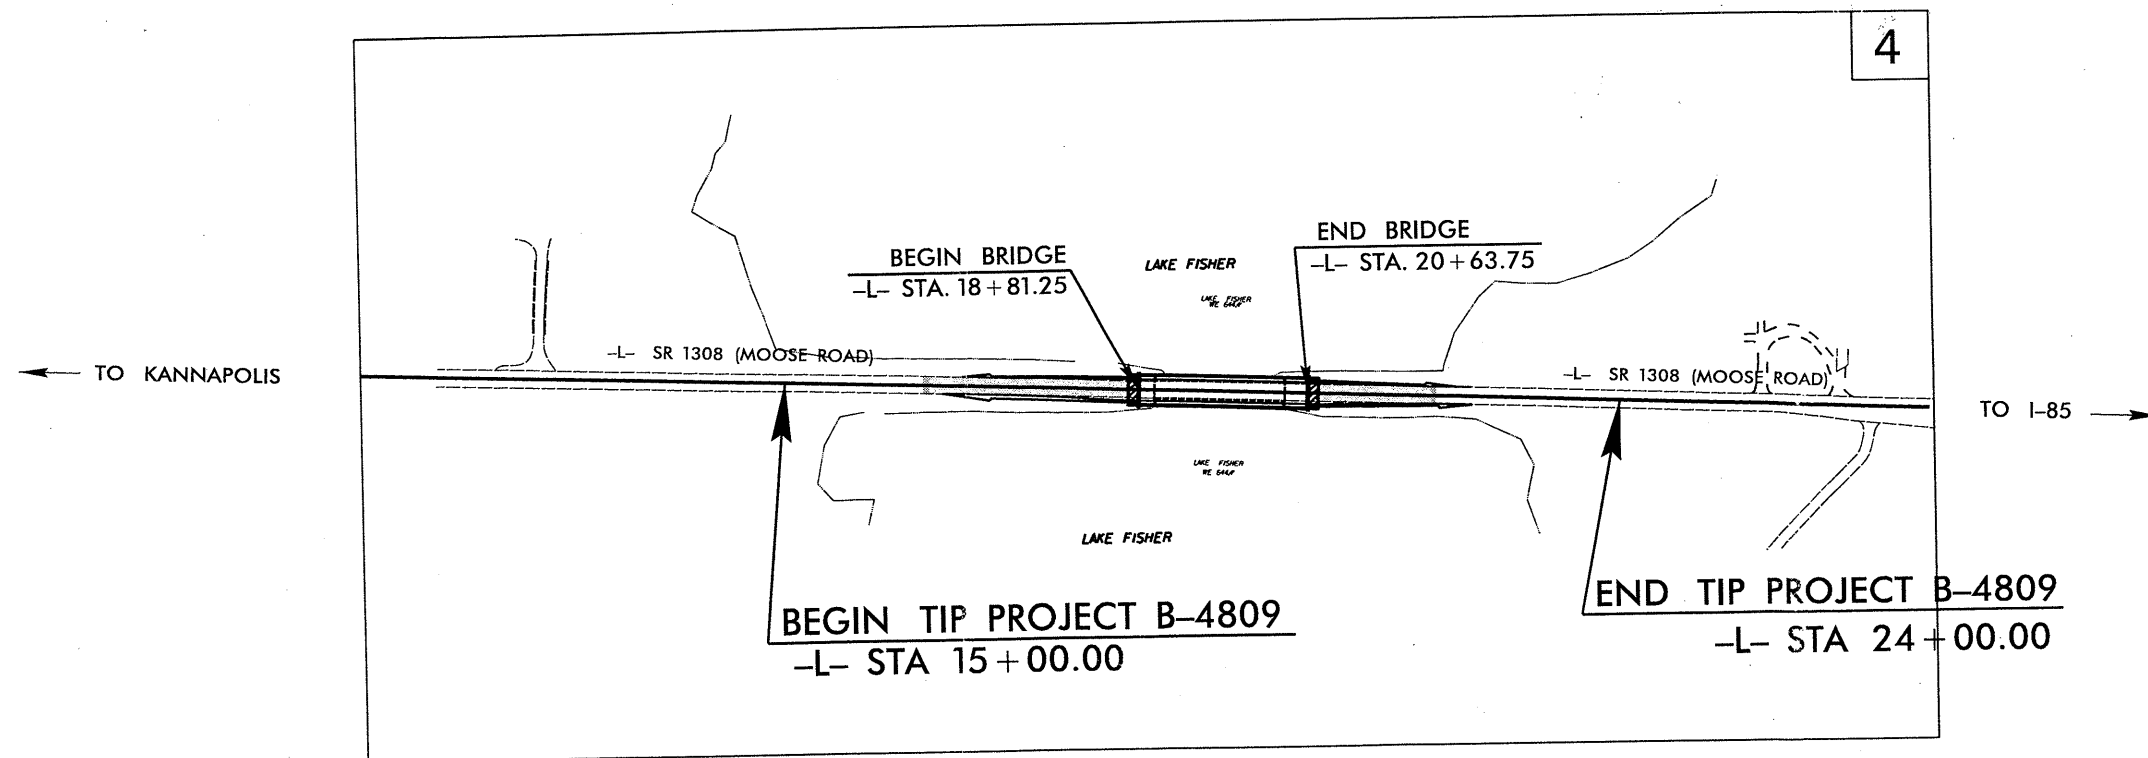 4
END BRIDGE
-L- STA. 20+63.75
BEGIN BRIDGE
-L- STA. 18+81.25
LAKE FISHER
LAKE FISHER
-L- SR 1308 (MOOSE ROAD)
TO KANNAPOLIS
-L- SR 1308 (MOOSE ROAD)
TO I-85
LAKE FISHER
LAKE FISHER
BEGIN TIP PROJECT B-4809
-L- STA 15+00.00
END TIP PROJECT B-4809
-L- STA 24+00.00